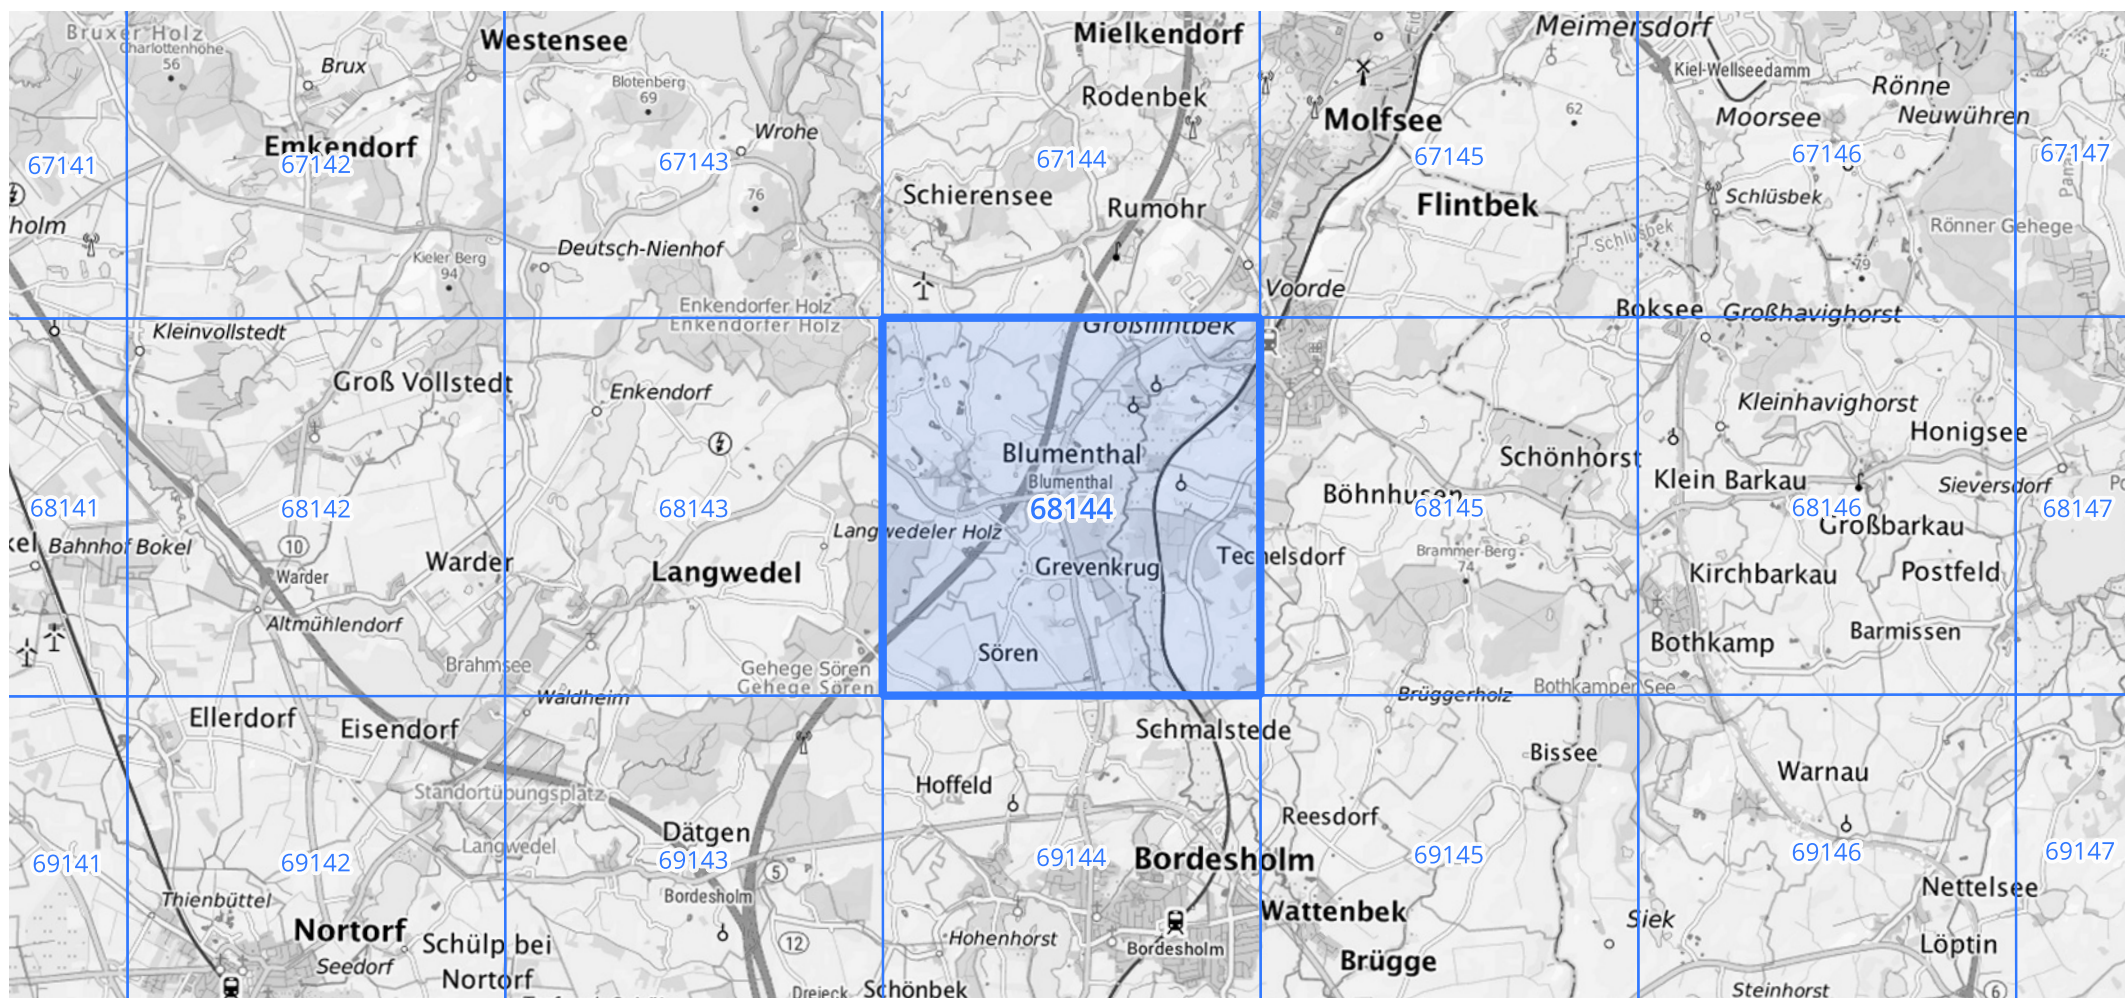 Bruxer Holz
Charlottenhöhe
56
Brux
Westensee
Blotenberg
69
Wrohe
Mielkendorf
Rodenbek
Molfsee
Meimersdorf
Kiel-Wellseedamm
62
Moorsee
Rönne
Neuwühren
Emkendorf
67141
67142
67143
67144
67145
67146
67147
holm
Kieler Berg
94
Deutsch-Nienhof
76
Schierensee
Rumohr
Flintbek
Schlüsbek
Schlüsbek
Rönner Gehege
79
Voorde
Enkendorfer Holz
Enkendorfer Holz
Boksee
Großhavighorst
Großflintbek
Kleinvollstedt
Groß Vollstedt
Enkendorf
Kleinhavighorst
Honigsee
Blumenthal
Blumenthal
Schönhorst
Klein Barkau
Böhnhusen
Sieversdorf
68141
68142
68143
68144
68145
68146
68147
Langwedeler Holz
Großbarkau
kel
Bahnhof Bokel
10
Warder
Warder
Langwedel
Grevenkrug
Techelsdorf
Brammer Berg
74
Kirchbarkau
Postfeld
Altmühlendorf
Brahmsee
Gehege Sören
Gehege Sören
Sören
Bothkamp
Barmissen
Waldheim
Brüggerholz
Bothkamper See
Ellerdorf
Eisendorf
Schmalstede
Bissee
Warnau
Standortübungsplatz
Langwedel
Hoffeld
Dätgen
Reesdorf
69141
69142
69143
69144
69145
69146
69147
5
Bordesholm
Bordesholm
Nettelsee
Thienbüttel
Nortorf
Seedorf
Schülp bei
Nortorf
12
Hohenhorst
Bordesholm
Wattenbek
Brügge
Siek
Löptin
Dreieck
Schönbek
Steinhorst
6